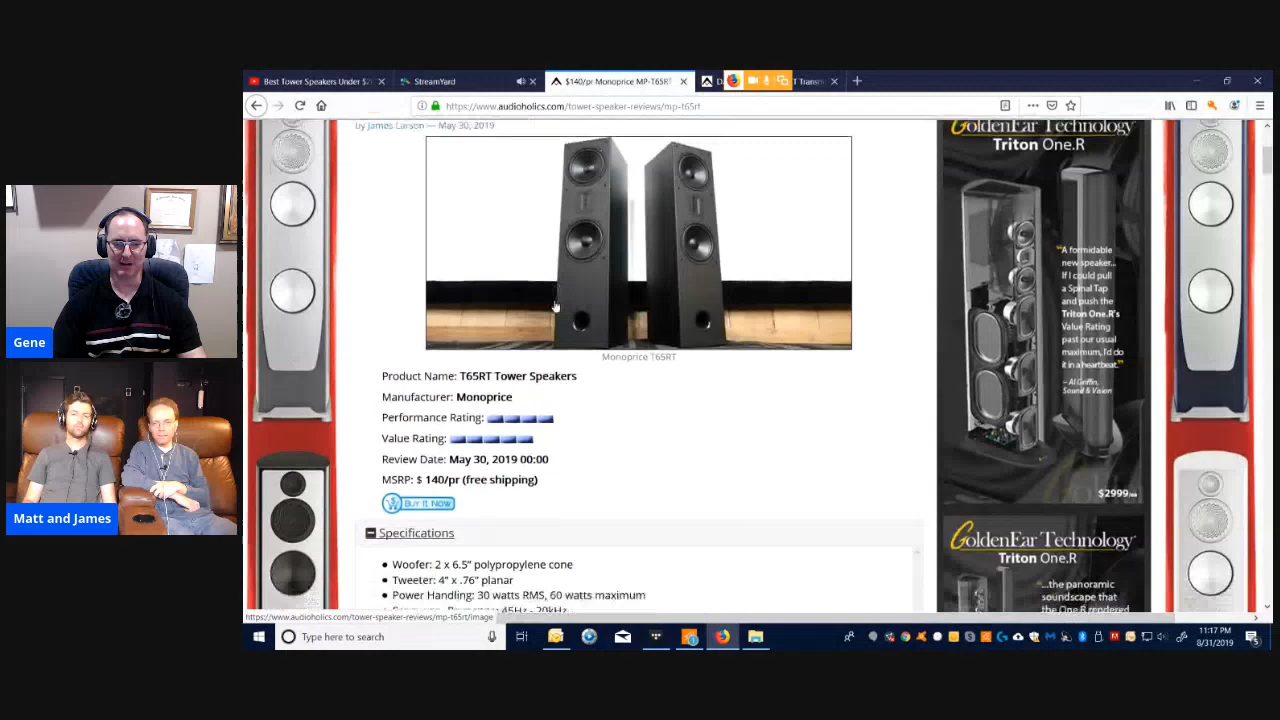 Best Tower Speakers Under $2
StreamYard
$140/pr Monoprice MP-T65RT
T Transm
https://www.audioholics.com/tower-speaker-reviews/mp-t65rt
by James Larson — May 30, 2019
Monoprice T65RT
Product Name: T65RT Tower Speakers
Manufacturer: Monoprice
Performance Rating:
Value Rating:
Review Date: May 30, 2019 00:00
MSRP: $ 140/pr (free shipping)
Buy It Now
Specifications
Woofer: 2 x 6.5" polypropylene cone
Tweeter: 4" x .76" planar
Power Handling: 30 watts RMS, 60 watts maximum
45Hz - 20kHz
GoldenEar Technology
Triton One.R
"A formidable
new speaker...
If I could pull
a Spinal Tap
and push the
Triton One.R's
Value Rating
past our usual
maximum, I'd do
it in a heartbeat."
– Al Griffin,
Sound & Vision
$2999
GoldenEar Technology
Triton One.R
"...the panoramic
soundscape that
the One.R rendered
Gene
Matt and James
https://www.audioholics.com/tower-speaker-reviews/mp-t65rt/image
Type here to search
11:17 PM
8/31/2019